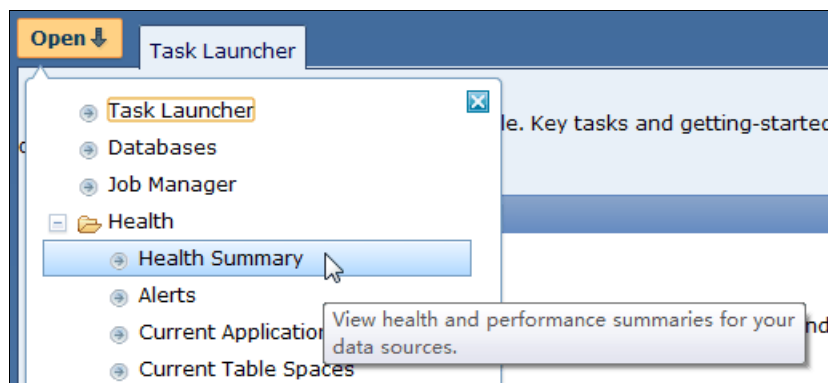 Open
Task Launcher
Task Launcher
le. Key tasks and getting-started
Databases
Job Manager
Health
Health Summary
Alerts
View health and performance summaries for your
data sources.
Current Application
Current Table Spaces